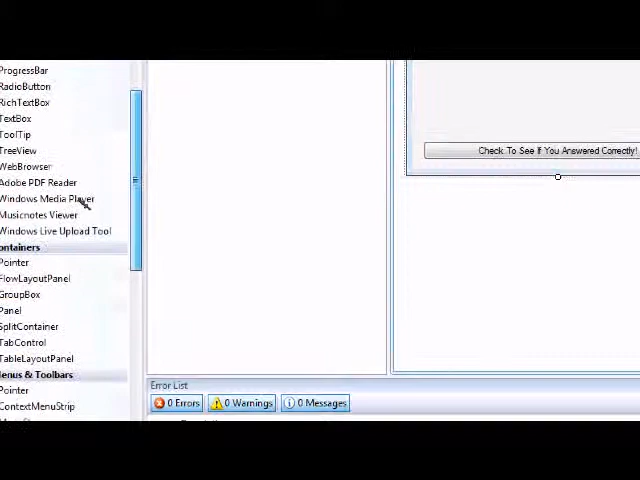 ProgressBar
RadioButton
RichTextBox
TextBox
ToolTip
TreeView
WebBrowser
Adobe PDF Reader
Windows Media Player
Musicnotes Viewer
Windows Live Upload Tool
ontainers
Pointer
FlowLayoutPanel
GroupBox
Panel
SplitContainer
TabControl
TableLayoutPanel
enus & Toolbars
Pointer
ContextMenuStrip
Check To See If You Answered Correctly!
Error List
0 Errors
0 Warnings
0 Messages